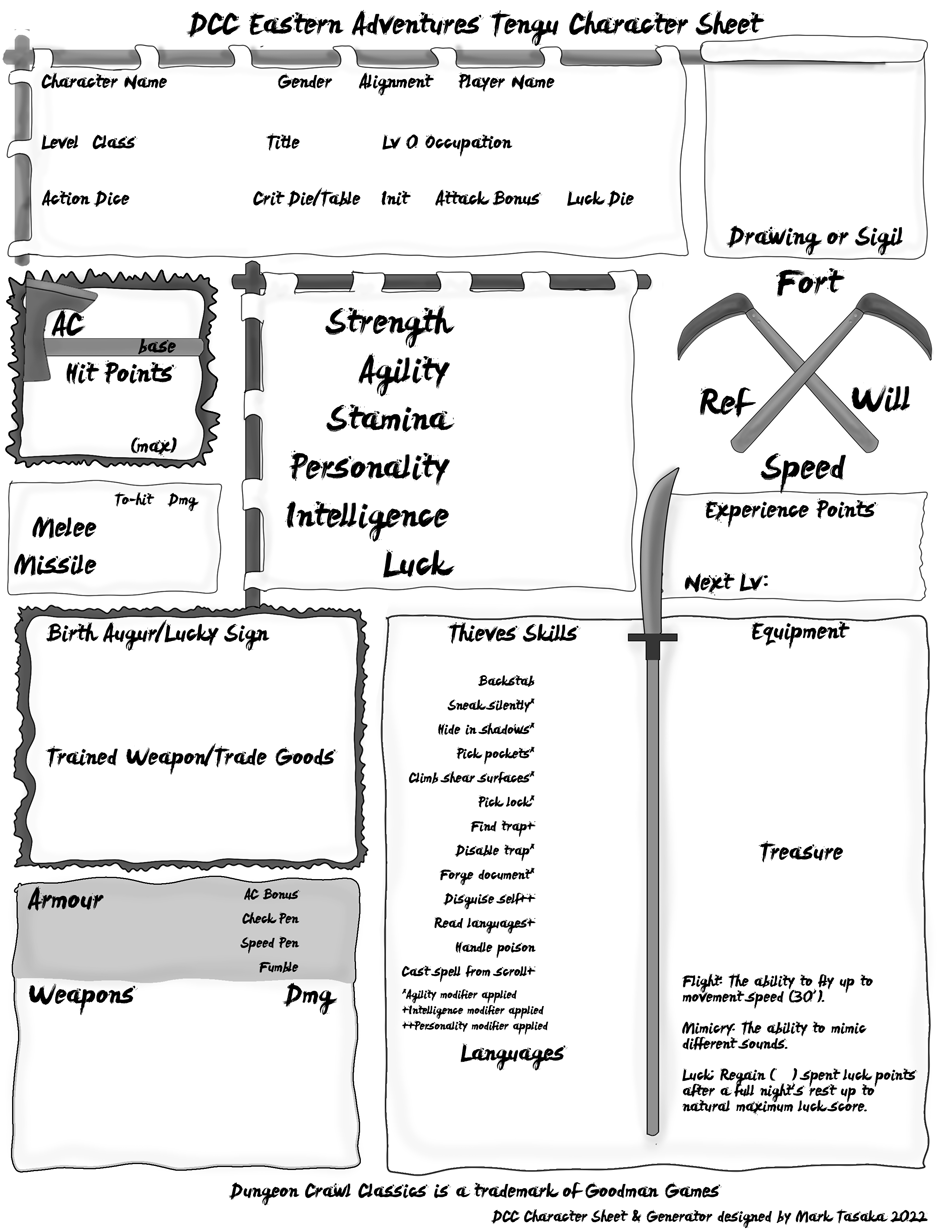 DCC Eastern Adventures Tengu Character Sheet
Character Name Gender Alignment Player Name
Level Class Title Lv 0 Occupation
Action Dice Crit Die/Table Init Attack Bonus Luck Die
Drawing or Sigil
AC
base
Hit Points
(max)
To-hit Dmg
Melee
Missile
Strength
Agility
Stamina
Personality
Intelligence
Luck
Fort
Ref Will
Speed
Experience Points
Next Lv:
Birth Augur/Lucky Sign
Trained Weapon/Trade Goods
Armour
AC Bonus
Check Pen
Speed Pen
Fumble
Weapons Dmg
Thieves Skills
Backstab
Sneak silently*
Hide in shadows*
Pick pockets*
Climb shear surfaces*
Pick lock*
Find trap+
Disable trap*
Forge document*
Disguise self++
Read languages+
Handle poison
Cast spell from scroll+
*Agility modifier applied
+Intelligence modifier applied
++Personality modifier applied
Languages
Equipment
Treasure
Flight: The ability to fly up to
movement speed (30').
Mimicry: The ability to mimic
different sounds.
Luck: Regain ( ) spent luck points
after a full night's rest up to
natural maximum luck score.
Dungeon Crawl Classics is a trademark of Goodman Games
DCC Character Sheet & Generator designed by Mark Tasaka 2022